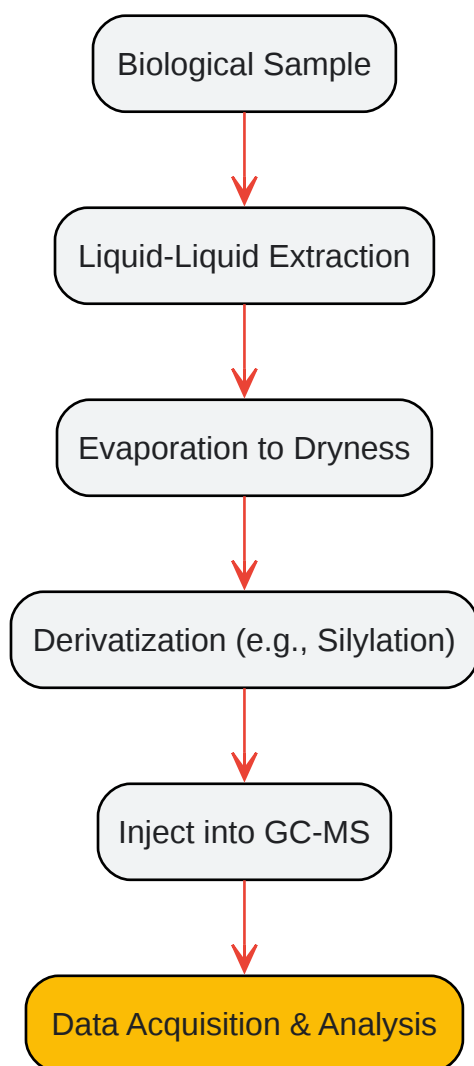 Biological Sample
Liquid-Liquid Extraction
Evaporation to Dryness
Derivatization (e.g., Silylation)
Inject into GC-MS
Data Acquisition & Analysis